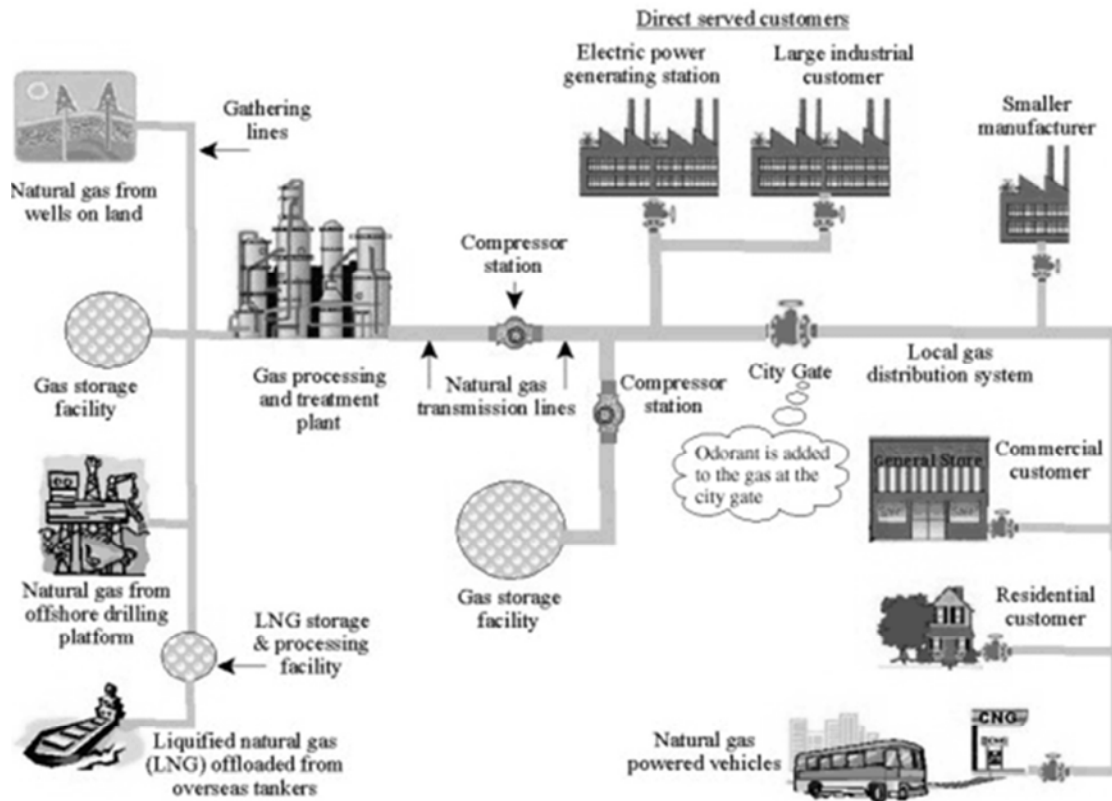 Direct served customers
Electric power
generating station
Large industrial
customer
Smaller
manufacturer
Gathering
lines
Natural gas from
wells on land
Compressor
station
Gas storage
facility
Gas processing
and treatment
plant
Natural gas
transmission lines
Compressor
station
City Gate
Local gas
distribution system
Odorant is added
to the gas at the
city gate
General Store
Commercial
customer
Natural gas from
offshore drilling
platform
Gas storage
facility
Residential
customer
LNG storage
& processing
facility
Liquified natural gas
(LNG) offloaded from
overseas tankers
Natural gas
powered vehicles
CNG